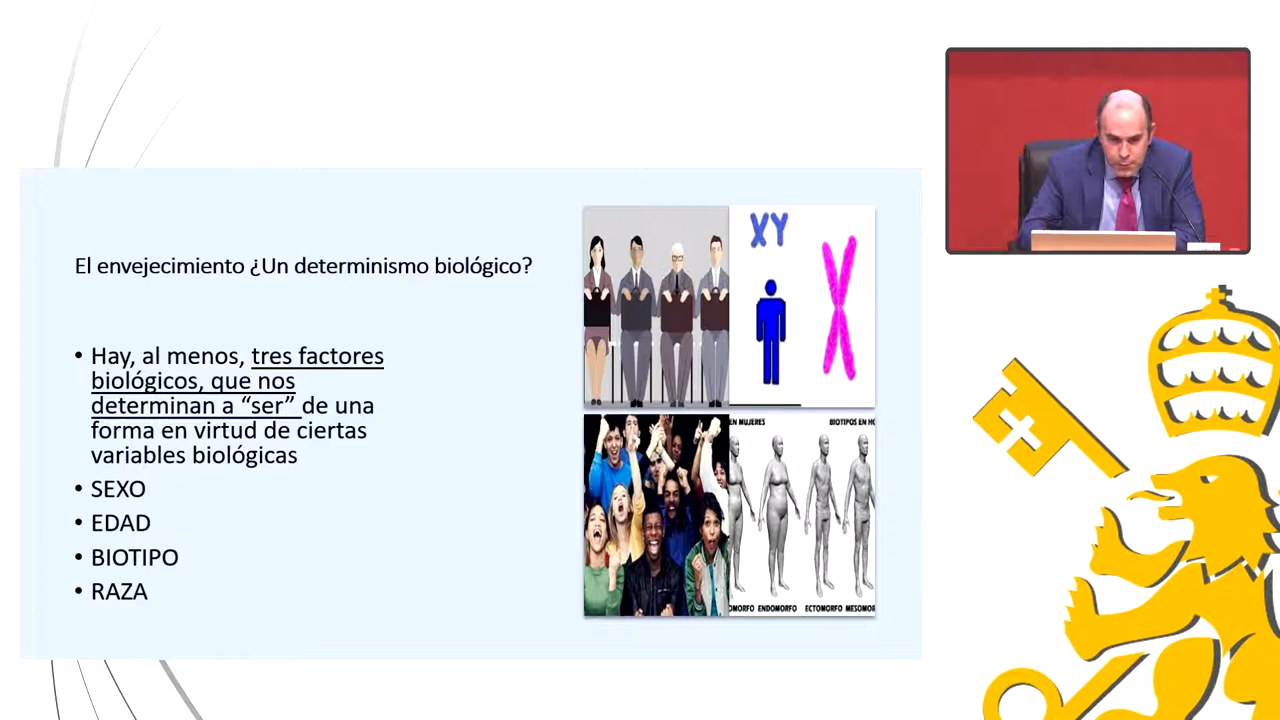 El envejecimiento ¿Un determinismo biológico?
• Hay, al menos, tres factores
biológicos, que nos
determinan a “ser” de una
forma en virtud de ciertas
variables biológicas
• SEXO
• EDAD
• BIOTIPO
• RAZA
XY
EN MUJERES
BIOTIPOS EN HO
OMORFO ENDOMORFO ECTOMORFO MESOMOR